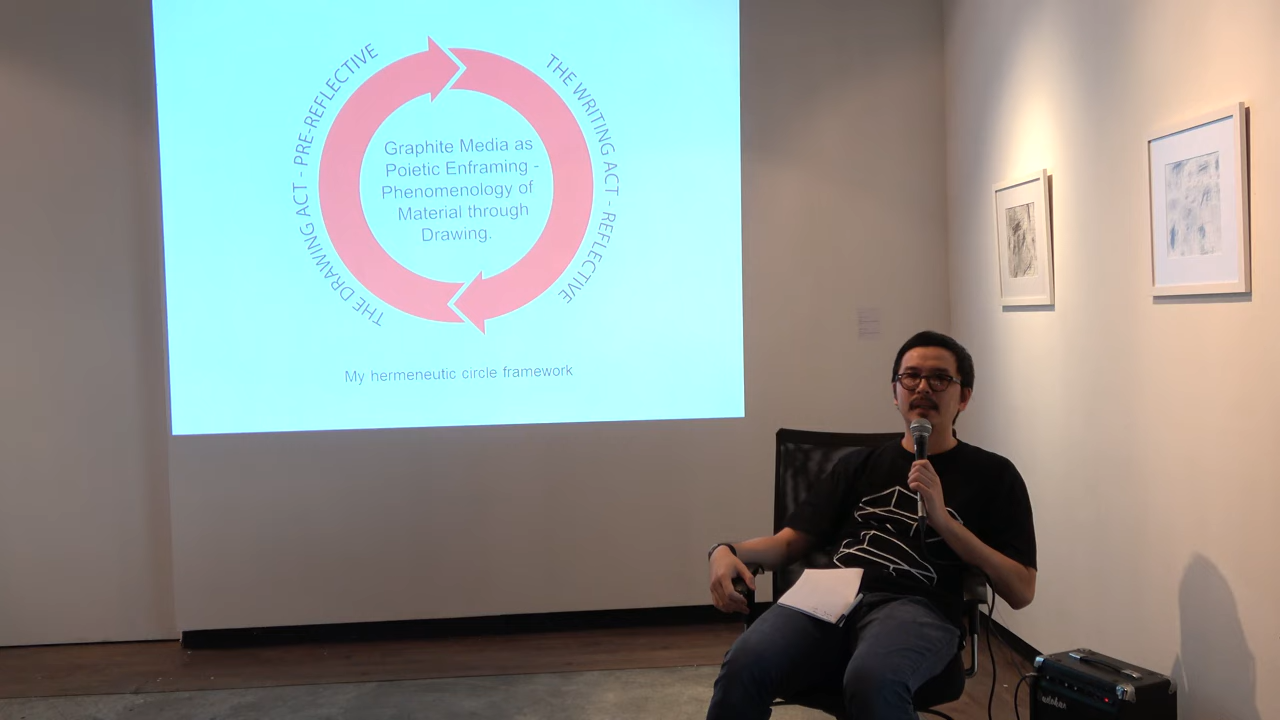 THE DRAWING ACT - PRE-REFLECTIVE
THE WRITING ACT - REFLECTIVE
Graphite Media as
Poietic Enframing -
Phenomenology of
Material through
Drawing.
My hermeneutic circle framework